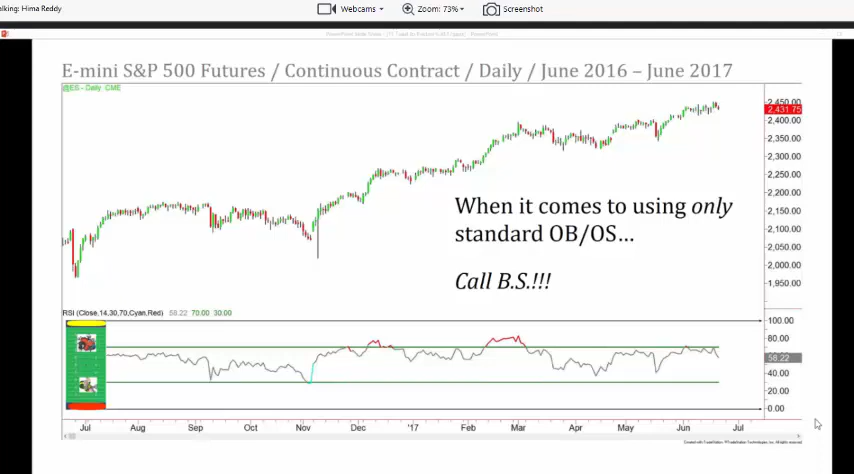 alking: Hima Reddy
Webcams
Zoom: 73%
Screenshot
E-mini S&P 500 Futures / Continuous Contract / Daily / June 2016 – June 2017
@ES - Daily CME
2,450.00
2,431.75
2,400.00
2,350.00
2,300.00
2,250.00
2,200.00
2,150.00
2,100.00
2,050.00
2,000.00
1,950.00
When it comes to using only
standard OB/OS…
Call B.S.!!!
RSI (Close,14,30,70,Cyan,Red) 58.22 70.00 30.00
100.00
80.00
58.22
40.00
20.00
0.00
Jul Aug Sep Oct Nov Dec '17 Feb Mar Apr May Jun Jul